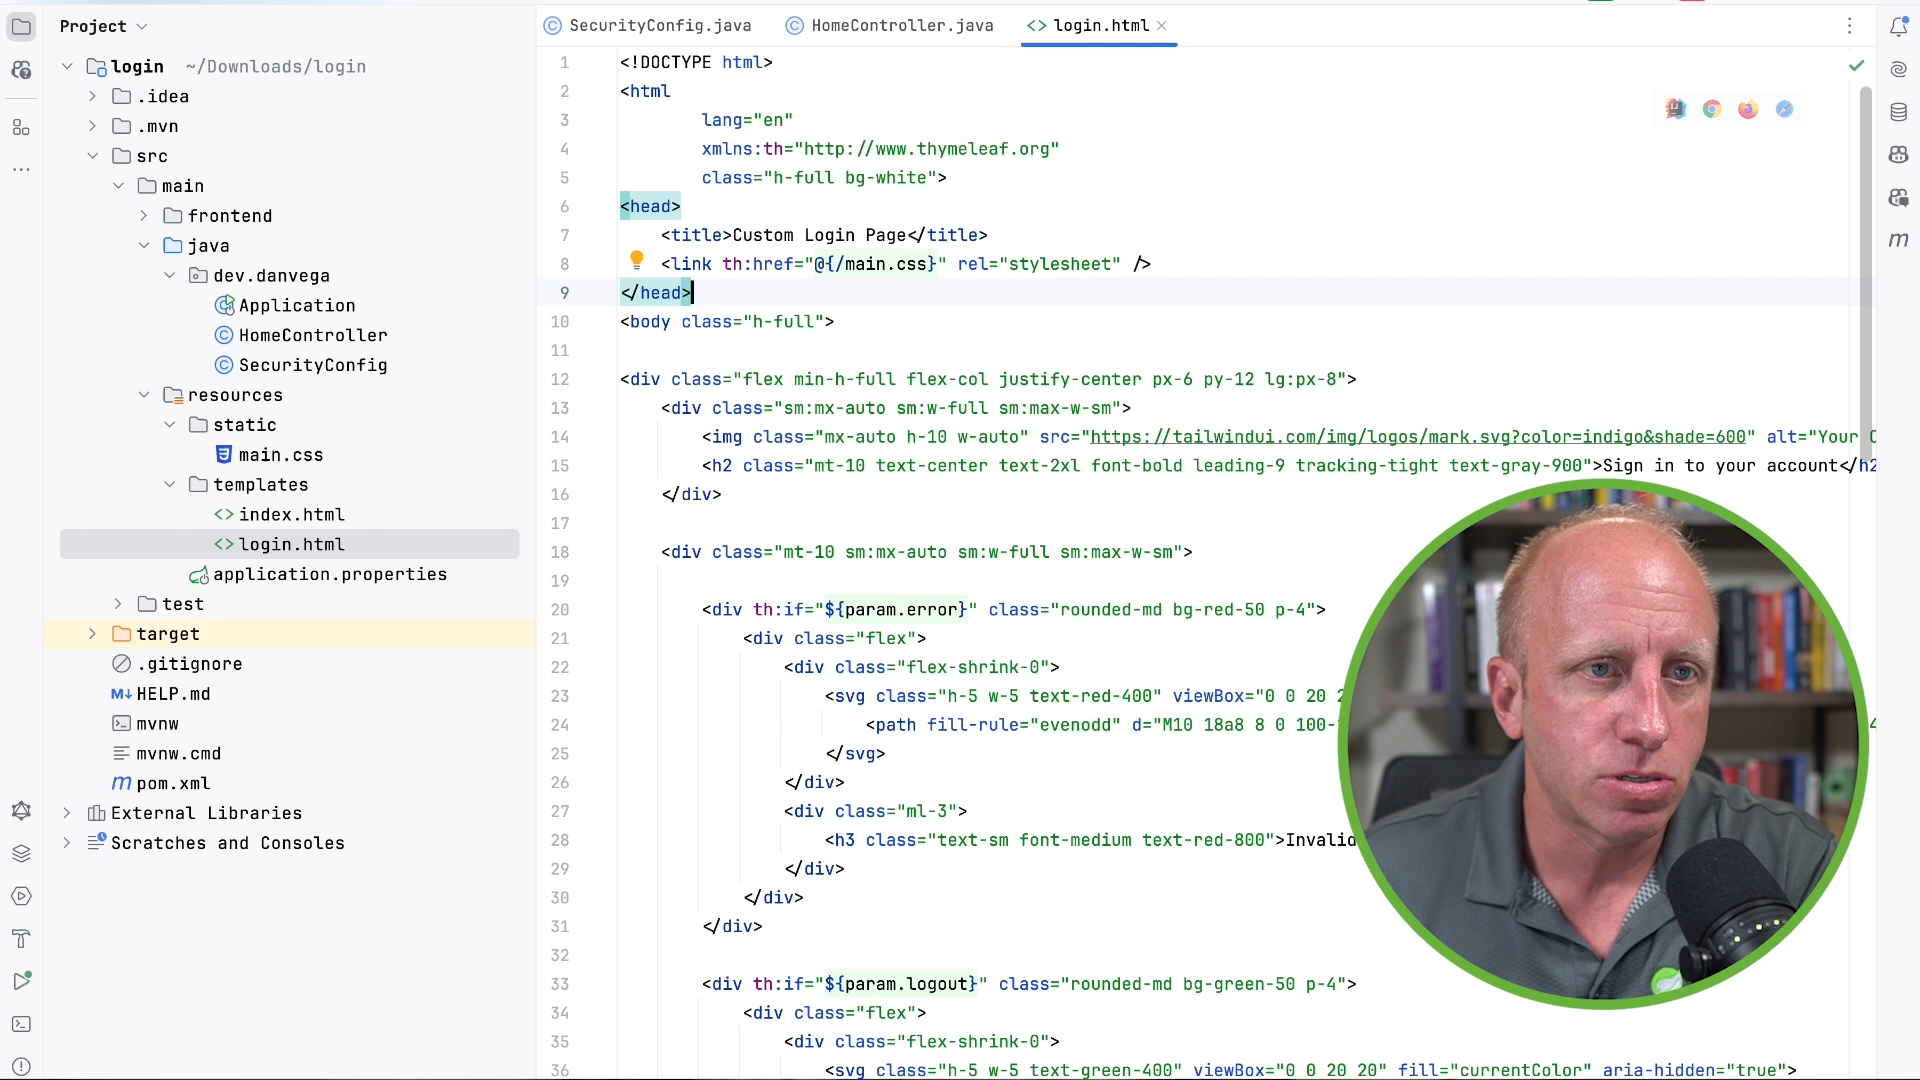 Project
login ~/Downloads/login
.idea
.mvn
src
main
frontend
java
dev.danvega
Application
HomeController
SecurityConfig
resources
static
main.css
templates
index.html
login.html
application.properties
test
target
.gitignore
HELP.md
mvnw
mvnw.cmd
pom.xml
External Libraries
Scratches and Consoles
SecurityConfig.java HomeController.java login.html
1 <!DOCTYPE html>
2 <html
3 lang="en"
4 xmlns:th="http://www.thymeleaf.org"
5 class="h-full bg-white">
6 <head>
7 <title>Custom Login Page</title>
8 <link th:href="@{/main.css}" rel="stylesheet" />
9 </head>
10 <body class="h-full">
11
12 <div class="flex min-h-full flex-col justify-center px-6 py-12 lg:px-8">
13 <div class="sm:mx-auto sm:w-full sm:max-w-sm">
14 <img class="mx-auto h-10 w-auto" src="https://tailwindui.com/img/logos/mark.svg?color=indigo&shade=600" alt="Your
15 <h2 class="mt-10 text-center text-2xl font-bold leading-9 tracking-tight text-gray-900">Sign in to your account</h2
16 </div>
17
18 <div class="mt-10 sm:mx-auto sm:w-full sm:max-w-sm">
19
20 <div th:if="${param.error}" class="rounded-md bg-red-50 p-4">
21 <div class="flex">
22 <div class="flex-shrink-0">
23 <svg class="h-5 w-5 text-red-400" viewBox="0 0 20
24 <path fill-rule="evenodd" d="M10 18a8 8 0 100-
25 </svg>
26 </div>
27 <div class="ml-3">
28 <h3 class="text-sm font-medium text-red-800">Invalid
29 </div>
30 </div>
31 </div>
32
33 <div th:if="${param.logout}" class="rounded-md bg-green-50 p-4">
34 <div class="flex">
35 <div class="flex-shrink-0">
36 <svg class="h-5 w-5 text-green-400" viewBox="0 0 20 20" fill="currentColor" aria-hidden="true">